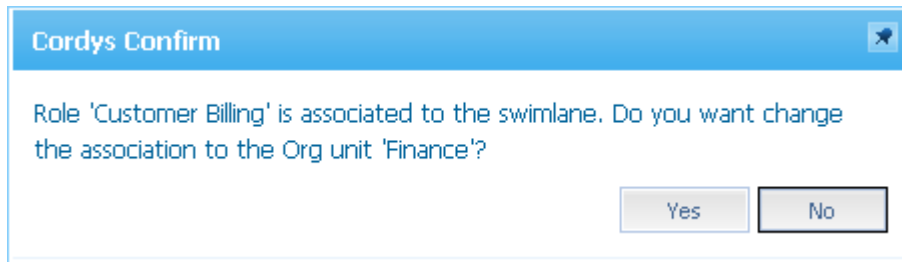 Cordys Confirm
Role 'Customer Billing' is associated to the swimlane. Do you want change
the association to the Org unit 'Finance'?
Yes No